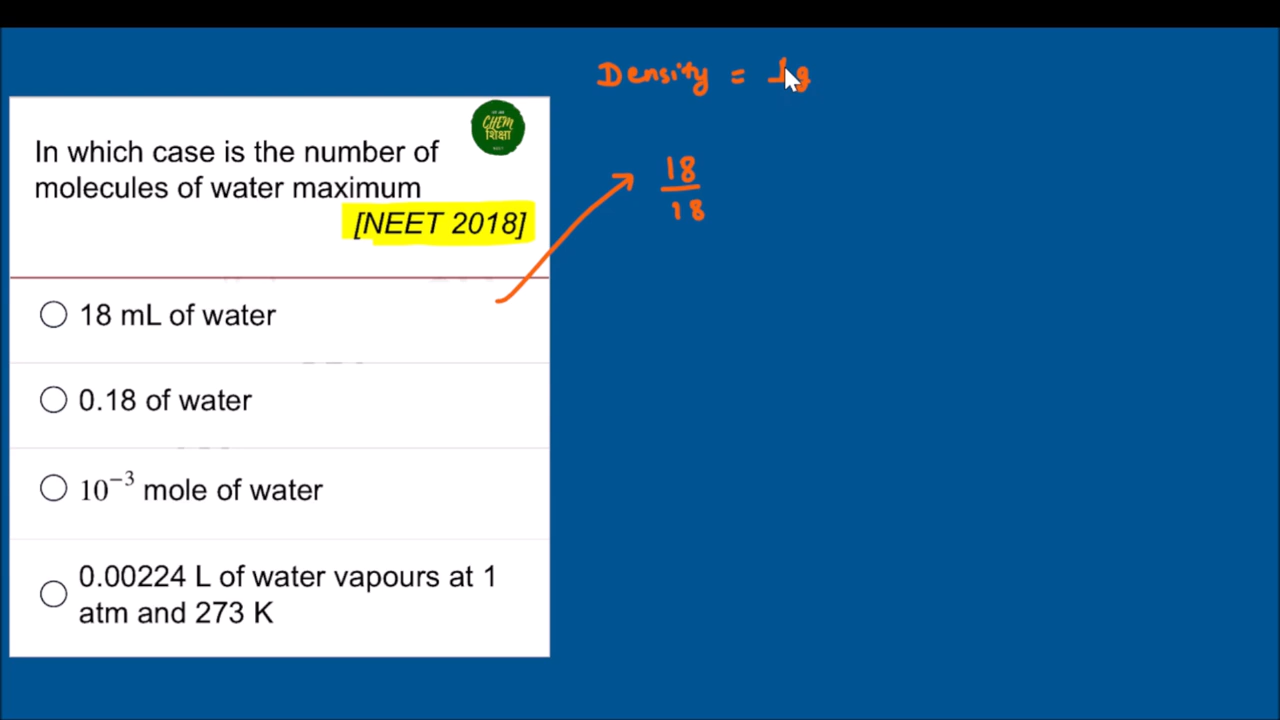 Density = 1g
18
18
CHEM
शिक्षा
In which case is the number of
molecules of water maximum
[NEET 2018]
18 mL of water
0.18 of water
10⁻³ mole of water
0.00224 L of water vapours at 1
atm and 273 K